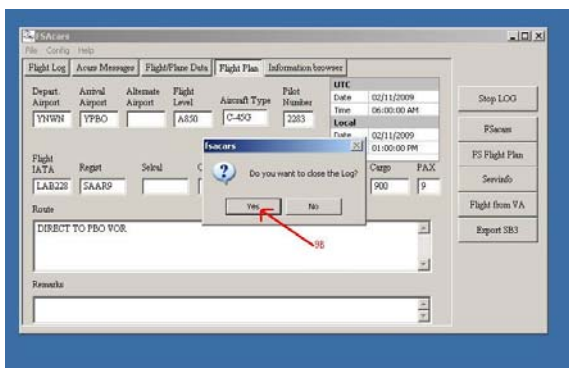 FSAcars
File Config Help
Flight Log Acars Messages Flight/Plane Data Flight Plan Information browser
Depart. Airport Arrival Airport Alternate Airport Flight Level Aircraft Type Pilot Number
YNWN YPBO A850 C-45G 2283
UTC
Date 02/11/2009
Time 06:00:00 AM
Local
Date 02/11/2009
01:00:00 PM
Flight IATA Regist Selcal Cargo PAX
LAB228 SAAR9 900 9
Route
DIRECT TO PBO VOR.
Remarks
fsacars
Do you want to close the Log?
Yes No
9B
Stop LOG
FSacars
FS Flight Plan
Servinfo
Flight from VA
Export SB3